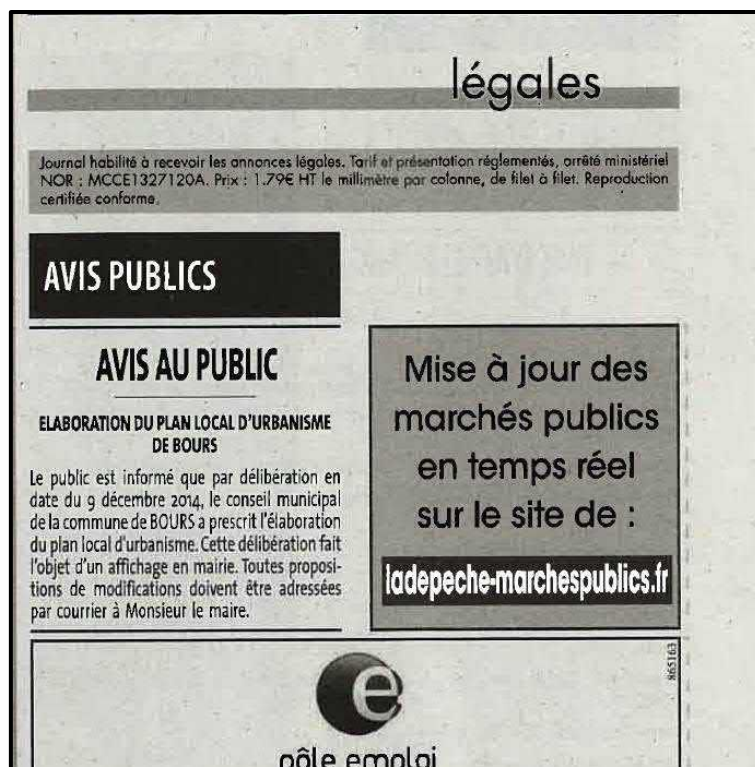 légales
Journal habilité à recevoir les annonces légales. Tarif et présentation réglementés, arrêté ministériel
NOR : MCCE1327120A. Prix : 1.79€ HT le millimètre par colonne, de filet à filet. Reproduction
certifiée conforme.
AVIS PUBLICS
AVIS AU PUBLIC
ELABORATION DU PLAN LOCAL D'URBANISME
DE BOURS
Le public est informé que par délibération en
date du 9 décembre 2014, le conseil municipal
de la commune de BOURS a prescrit l'élaboration
du plan local d'urbanisme. Cette délibération fait
l'objet d'un affichage en mairie. Toutes proposi-
tions de modifications doivent être adressées
par courrier à Monsieur le maire.
Mise à jour des
marchés publics
en temps réel
sur le site de :
ladepeche-marchespublics.fr
865163
e
pôle emploi